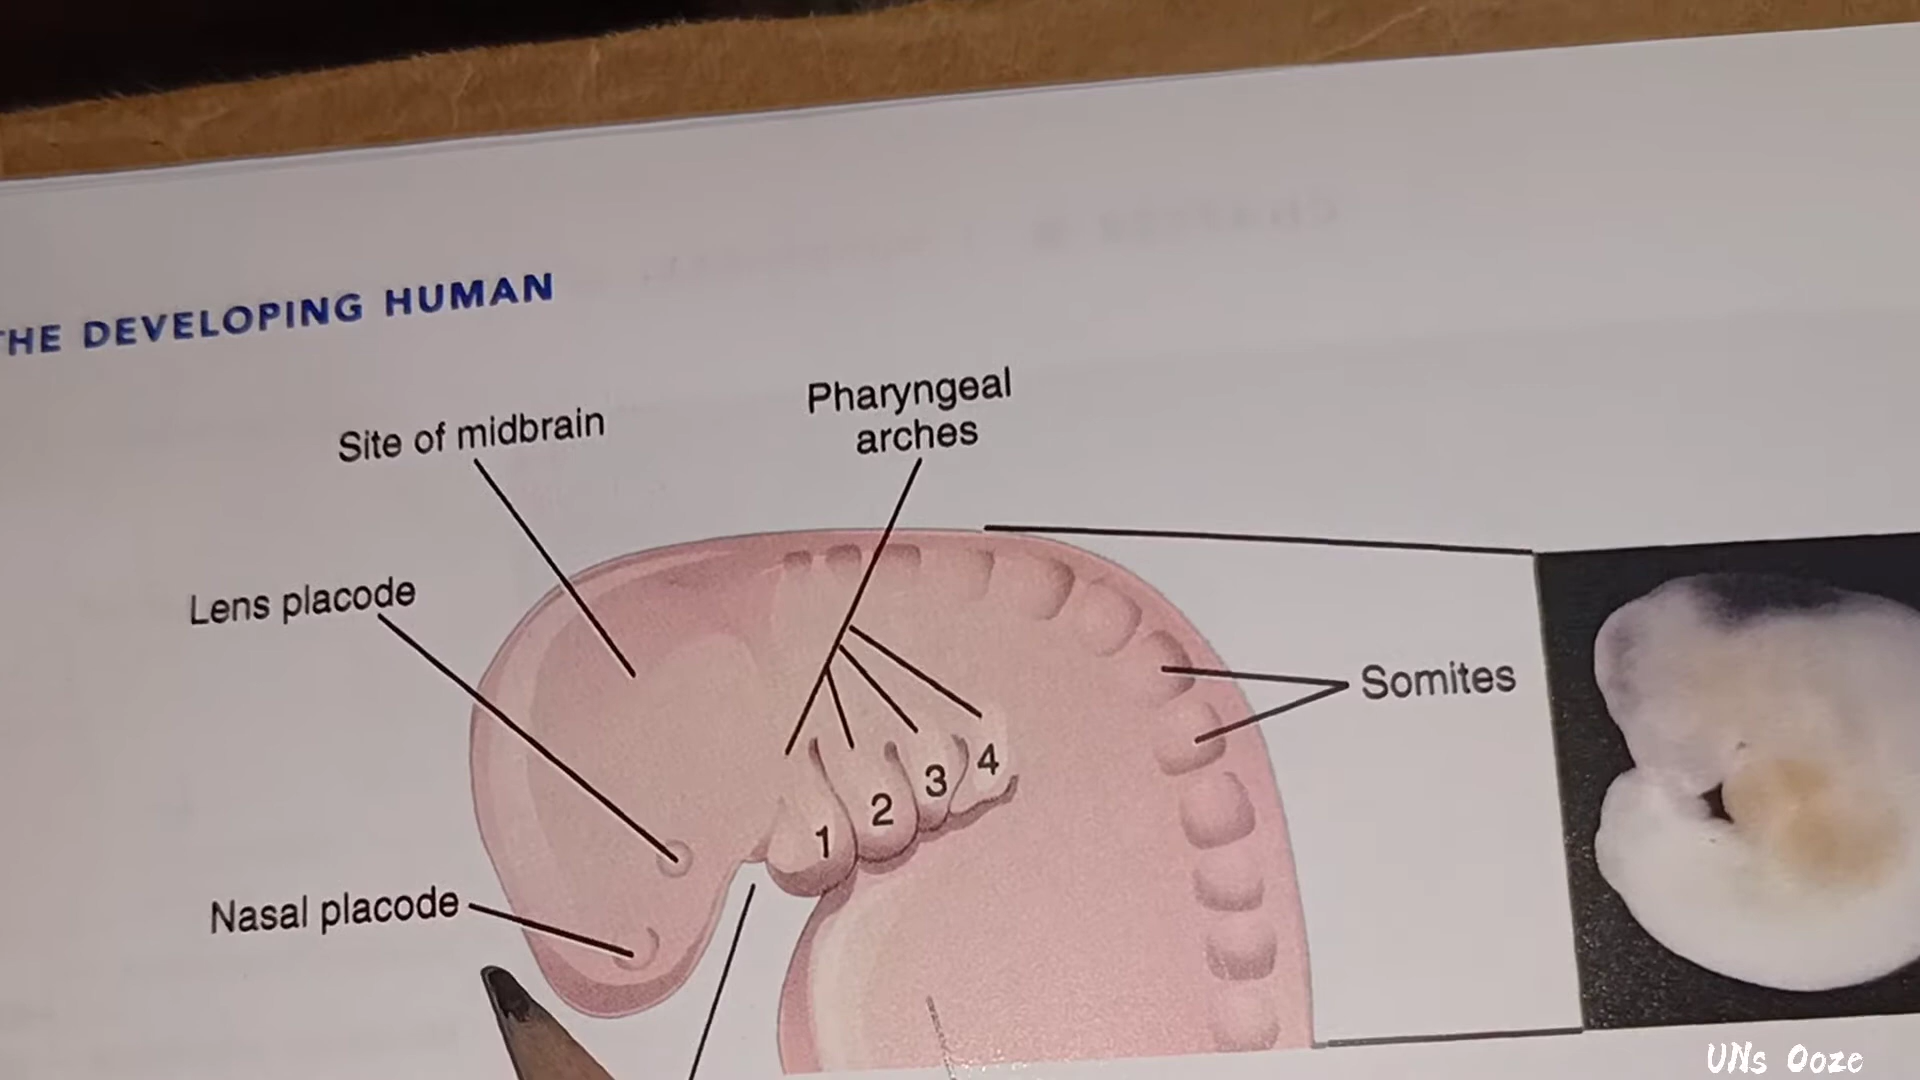 THE DEVELOPING HUMAN
Pharyngeal
arches
Site of midbrain
Lens placode
Somites
1 2 3 4
Nasal placode
UNs Ooze